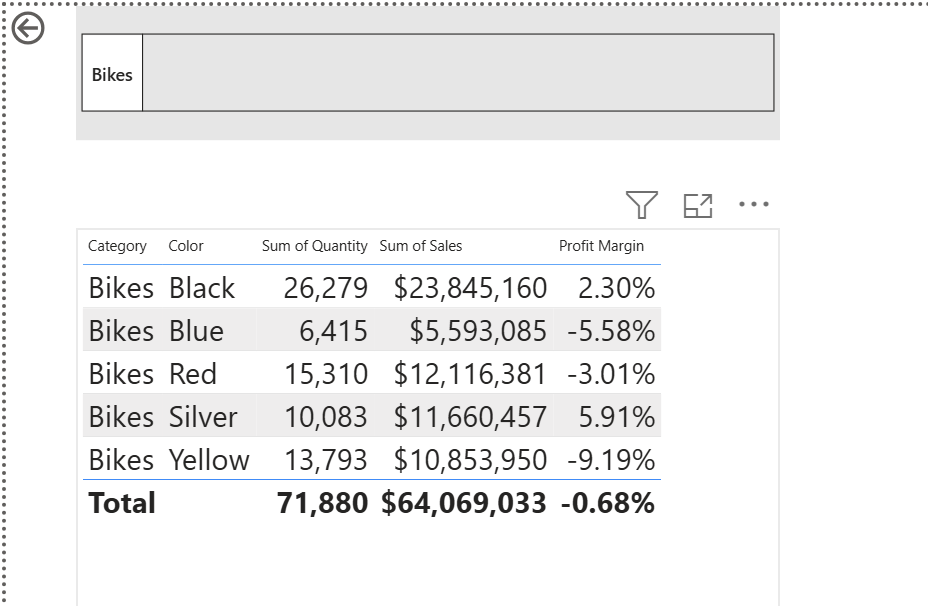 Bikes
Category Color Sum of Quantity Sum of Sales Profit Margin
Bikes Black 26,279 $23,845,160 2.30%
Bikes Blue 6,415 $5,593,085 -5.58%
Bikes Red 15,310 $12,116,381 -3.01%
Bikes Silver 10,083 $11,660,457 5.91%
Bikes Yellow 13,793 $10,853,950 -9.19%
Total 71,880 $64,069,033 -0.68%